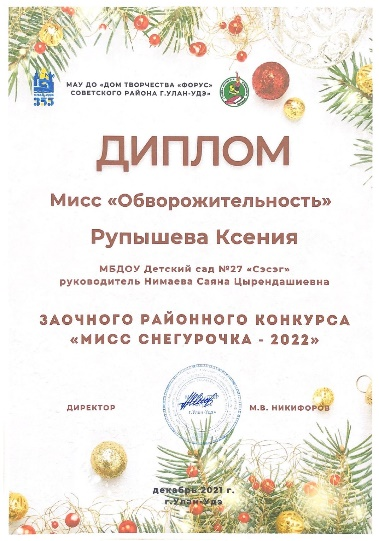 МАУ ДО «ДОМ ТВОРЧЕСТВА «ФОРУС»
СОВЕТСКОГО РАЙОНА Г.УЛАН-УДЭ»
353
ДИПЛОМ
Мисс «Обворожительность»
Рупышева Ксения
МБДОУ Детский сад №27 «Сэсэг»
руководитель Нимаева Саяна Цырендашиевна
ЗАОЧНОГО РАЙОННОГО КОНКУРСА
«МИСС СНЕГУРОЧКА - 2022»
ДИРЕКТОР
М.В. НИКИФОРОВ
декабрь 2021 г.
г.Улан-Удэ